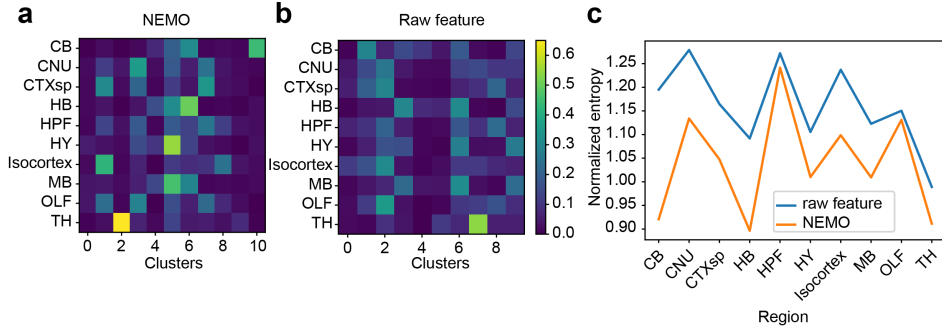 a
NEMO
CB
CNU
CTXsp
HB
HPF
HY
Isocortex
MB
OLF
TH
0 2 4 6 8 10
Clusters
b
Raw feature
CB
CNU
CTXsp
HB
HPF
HY
Isocortex
MB
OLF
TH
0 2 4 6 8
Clusters
0.6
0.5
0.4
0.3
0.2
0.1
0.0
c
Normalized entropy
1.25
1.20
1.15
1.10
1.05
1.00
0.95
0.90
raw feature
NEMO
CB CNU CTXsp HB HPF HY Isocortex MB OLF TH
Region